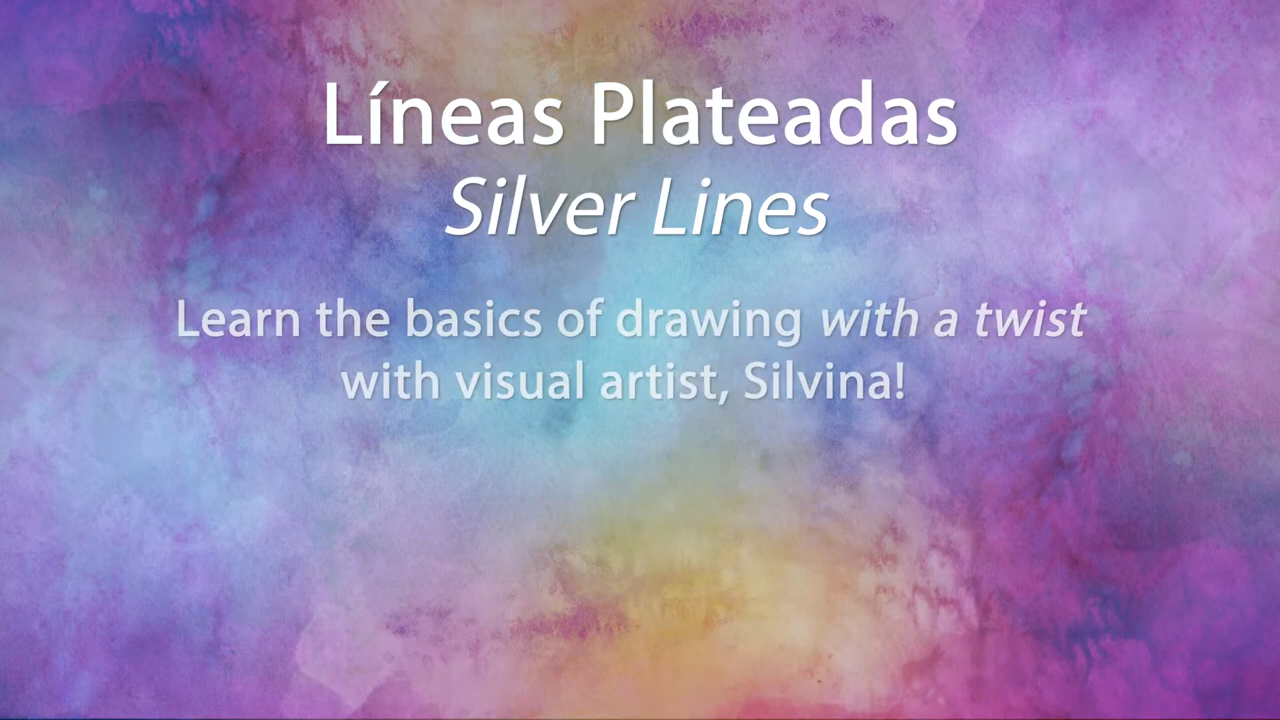 Líneas Plateadas
Silver Lines
Learn the basics of drawing with a twist
with visual artist, Silvina!